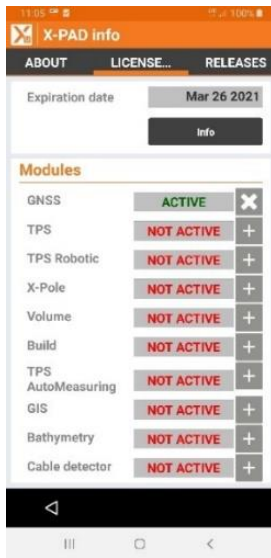 11:05
100%
X-PAD info
ABOUT LICENSE... RELEASES
Expiration date Mar 26 2021
Info
Modules
GNSS ACTIVE
TPS NOT ACTIVE
TPS Robotic NOT ACTIVE
X-Pole NOT ACTIVE
Volume NOT ACTIVE
Build NOT ACTIVE
TPS
AutoMeasuring NOT ACTIVE
GIS NOT ACTIVE
Bathymetry NOT ACTIVE
Cable detector NOT ACTIVE